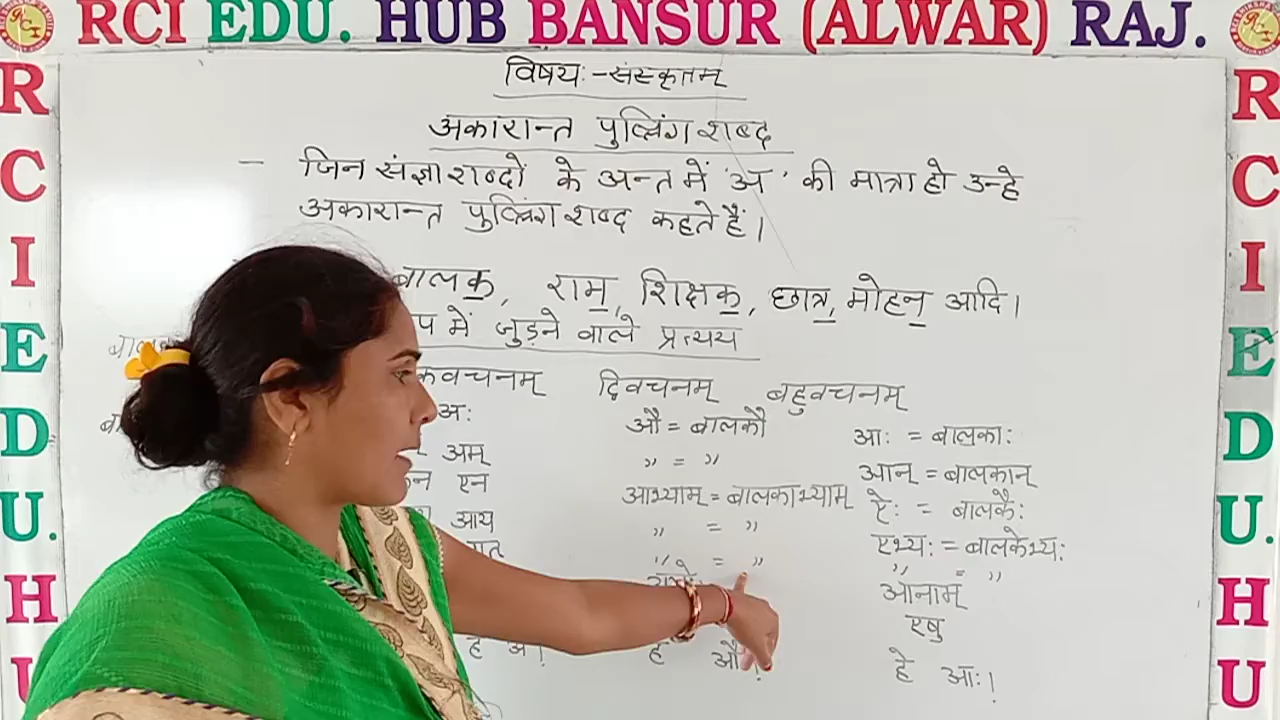 RCI EDU. HUB BANSUR (ALWAR) RAJ.
R C I E D U. H U
R C I E D U. H U
विषयः-संस्कृतम्
अकारान्त पुल्लिंग शब्द
- जिन संज्ञा शब्दों के अन्त में 'अ' की मात्रा हो उन्हे
अकारान्त पुल्लिंग शब्द कहते हैं।
बालक, राम, शिक्षक, छात्र, मोहन आदि।
में जुड़ने वाले प्रत्यय
कवचनम् द्विवचनम् बहुवचनम्
अः औ = बालकौ आः = बालकाः
अम् ,, = ,, आन् = बालकान्
एन आभ्याम् = बालकाभ्याम् ऐः = बालकैः
आय ,, = ,, एभ्यः = बालकेभ्यः
,, = ,, ,, = ,,
आनाम्
एषु
हे अ! हे औ! हे आः!